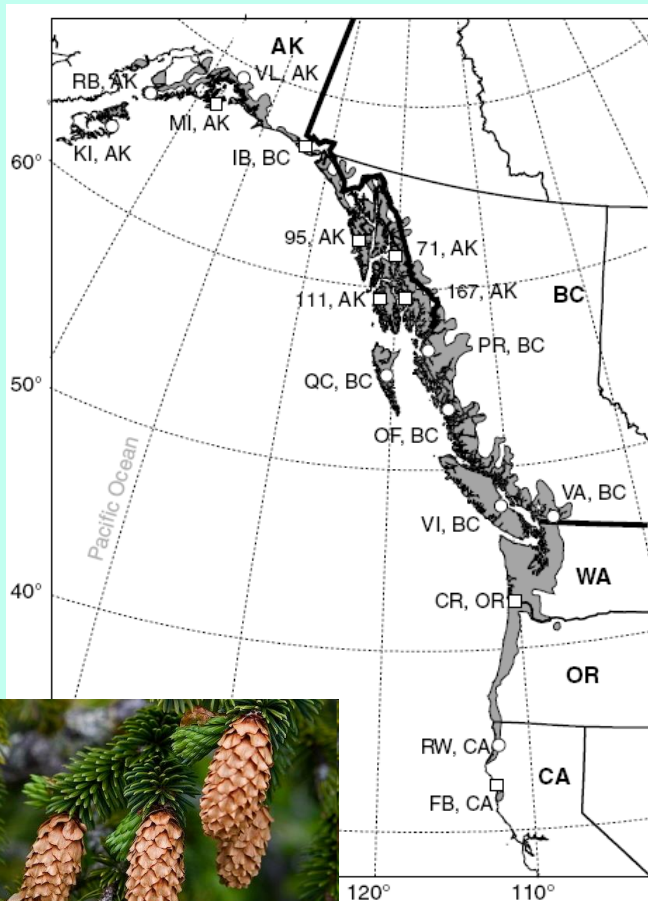 AK
RB, AK
VL, AK
MI, AK
KI, AK
IB, BC
60°
95, AK
71, AK
111, AK
167, AK
BC
PR, BC
QC, BC
50°
OF, BC
Pacific Ocean
VA, BC
VI, BC
WA
40°
CR, OR
OR
RW, CA
CA
FB, CA
120°
110°